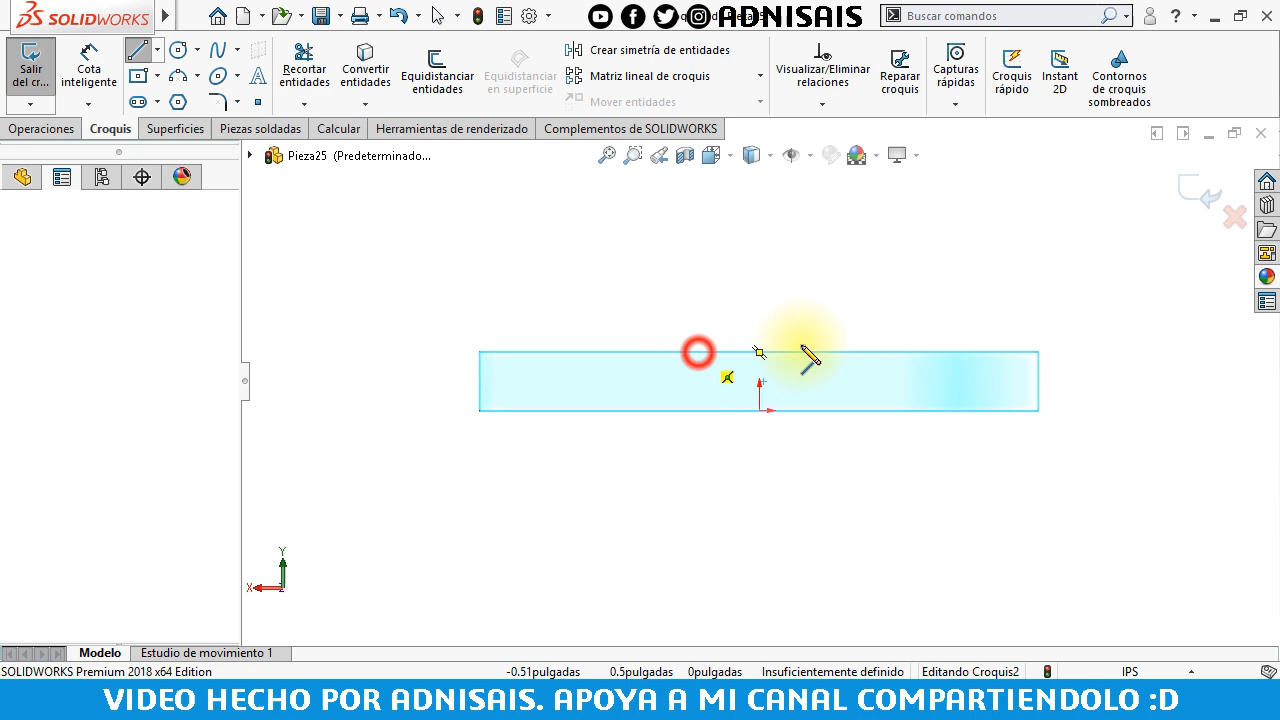 SOLIDWORKS
ADNISAIS
Buscar comandos
Salir del cr...
Cota inteligente
Recortar entidades
Convertir entidades
Equidistanciar entidades
Equidistanciar en superficie
Crear simetría de entidades
Matriz lineal de croquis
Mover entidades
Visualizar/Eliminar relaciones
Reparar croquis
Capturas rápidas
Croquis rápido
Instant 2D
Contornos de croquis sombreados
Operaciones
Croquis
Superficies
Piezas soldadas
Calcular
Herramientas de renderizado
Complementos de SOLIDWORKS
Pieza25 (Predeterminado...
Y
X
Z
Modelo
Estudio de movimiento 1
SOLIDWORKS Premium 2018 x64 Edition
-0.51pulgadas
0.5pulgadas
0pulgadas
Insuficientemente definido
Editando Croquis2
IPS
VIDEO HECHO POR ADNISAIS. APOYA A MI CANAL COMPARTIENDOLO :D